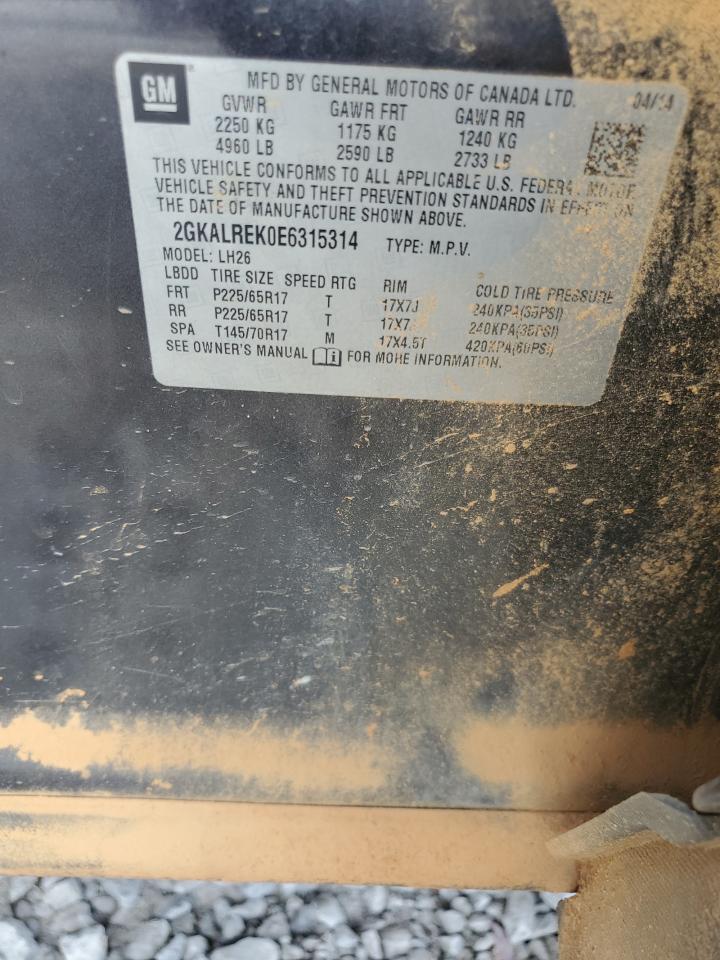 GM MFD BY GENERAL MOTORS OF CANADA LTD. 04/14
GVWR GAWR FRT GAWR RR
2250 KG 1175 KG 1240 KG
4960 LB 2590 LB 2733 LB
THIS VEHICLE CONFORMS TO ALL APPLICABLE U.S. FEDERAL MOTOR
VEHICLE SAFETY AND THEFT PREVENTION STANDARDS IN EFFECT ON
THE DATE OF MANUFACTURE SHOWN ABOVE.
2GKALREK0E6315314 TYPE: M.P.V.
MODEL: LH26
LBDD TIRE SIZE SPEED RTG RIM COLD TIRE PRESSURE
FRT P225/65R17 T 17X7J 240KPA(35PSI)
RR P225/65R17 T 17X7J 240KPA(35PSI)
SPA T145/70R17 M 17X4.5T 420KPA(60PSI)
SEE OWNER'S MANUAL FOR MORE INFORMATION.